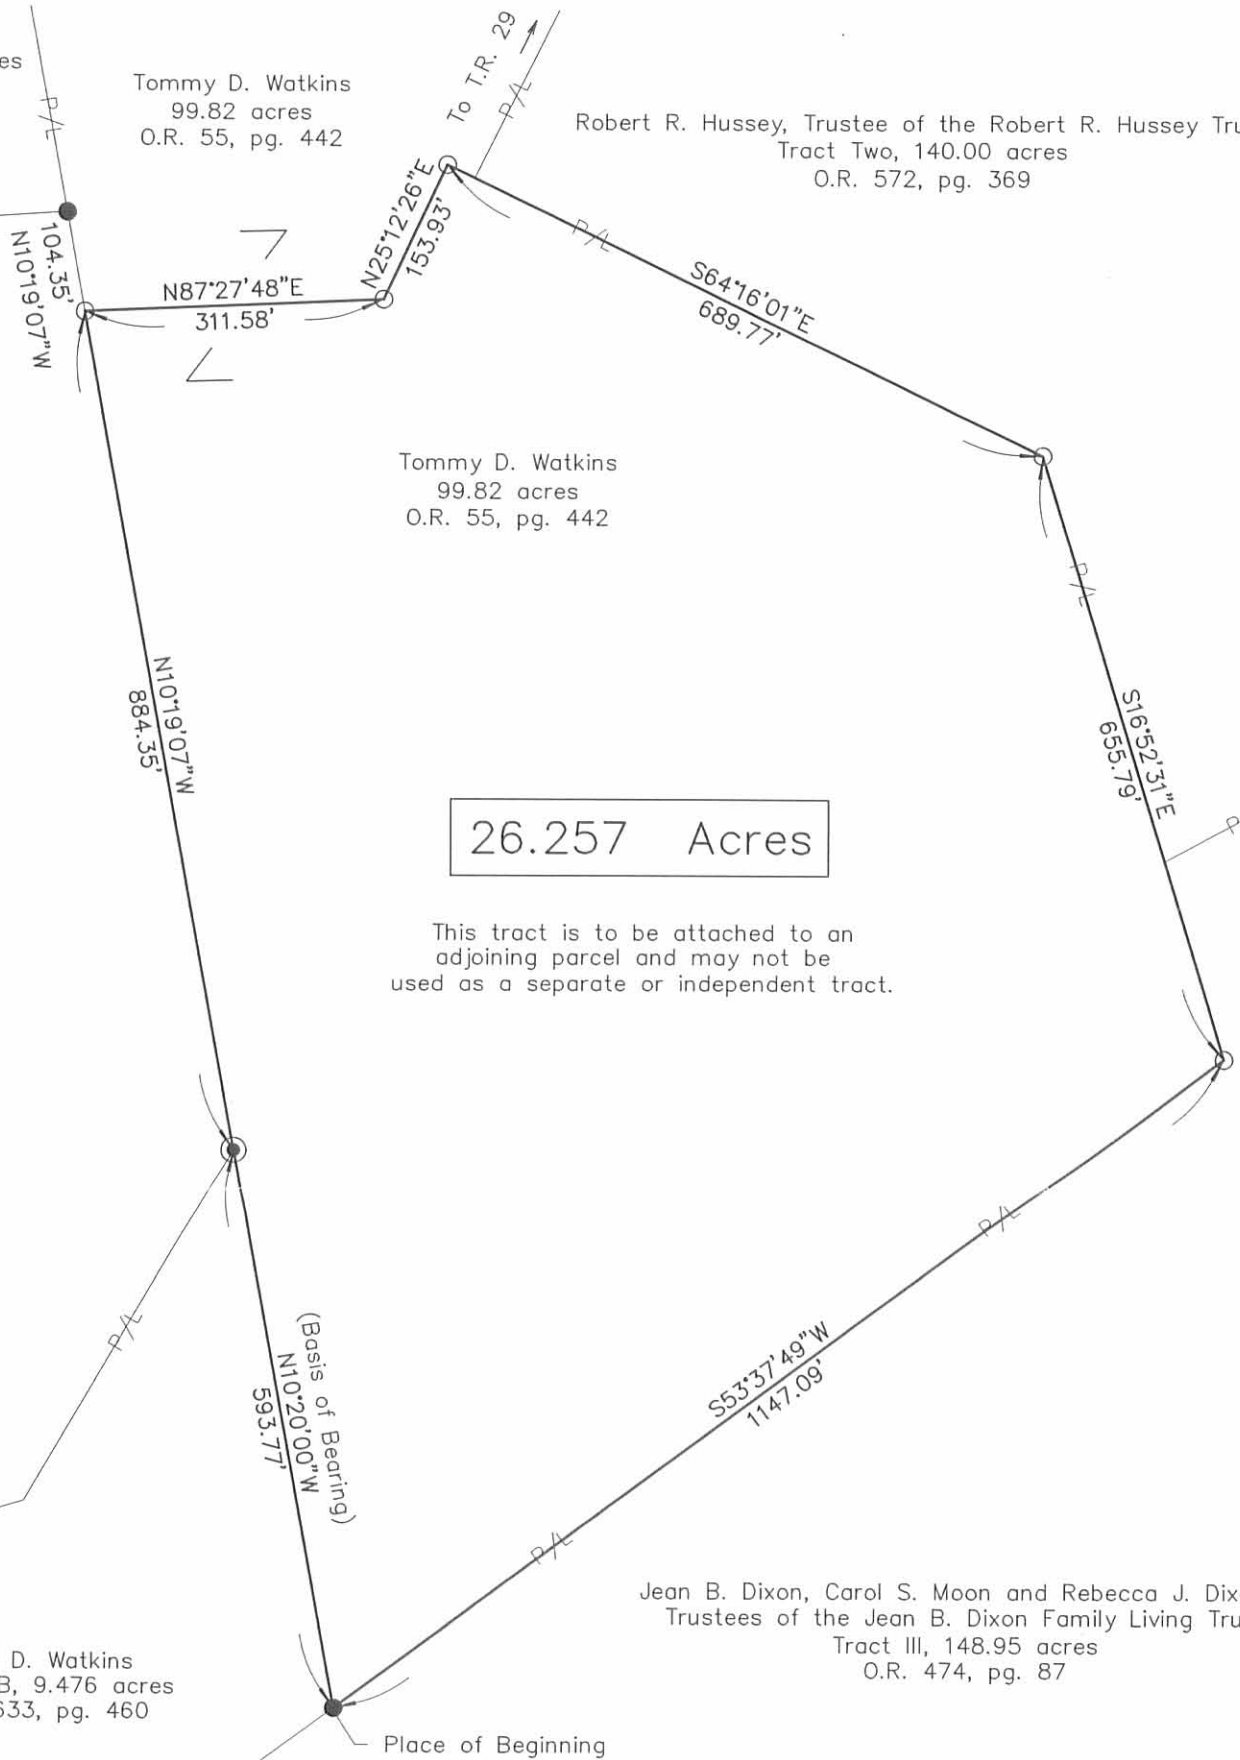 es
Tommy D. Watkins
99.82 acres
O.R. 55, pg. 442
To T.R. 29
P/L
P/L
Robert R. Hussey, Trustee of the Robert R. Hussey Tru
Tract Two, 140.00 acres
O.R. 572, pg. 369
104.35'
N10°19'07"W
N87°27'48"E
311.58'
N25°12'26"E
153.93'
P/L
S64°16'01"E
689.77'
Tommy D. Watkins
99.82 acres
O.R. 55, pg. 442
P/L
N10°19'07"W
884.35'
S16°52'31"E
655.79'
P
26.257 Acres
This tract is to be attached to an
adjoining parcel and may not be
used as a separate or independent tract.
P/L
P/L
(Basis of Bearing)
N10°20'00"W
593.77'
S53°37'49"W
1147.09'
P/L
Jean B. Dixon, Carol S. Moon and Rebecca J. Dix
Trustees of the Jean B. Dixon Family Living Tru
Tract III, 148.95 acres
O.R. 474, pg. 87
D. Watkins
B, 9.476 acres
633, pg. 460
Place of Beginning